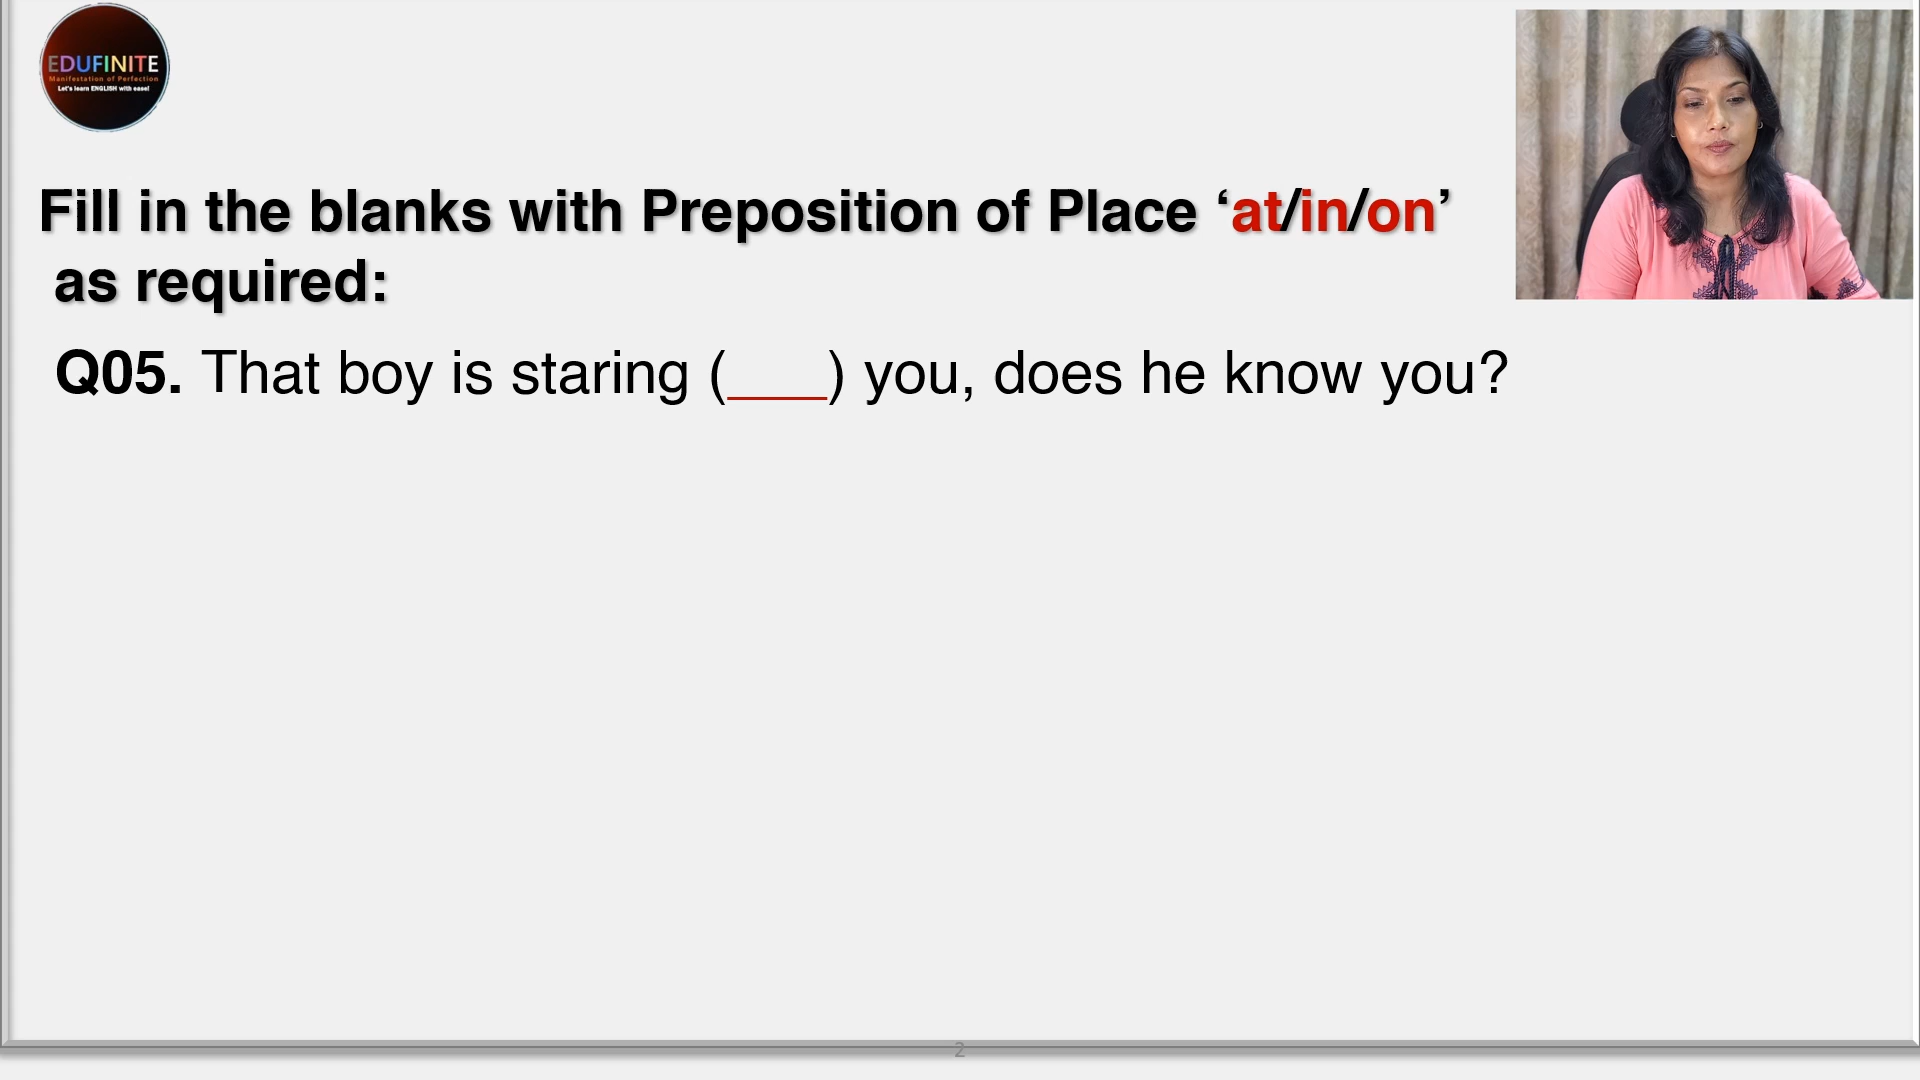 EDUFINITE
Manifestation of Perfection
Let's learn ENGLISH with ease!
Fill in the blanks with Preposition of Place ‘at/in/on’
as required:
Q05. That boy is staring (____) you, does he know you?
2